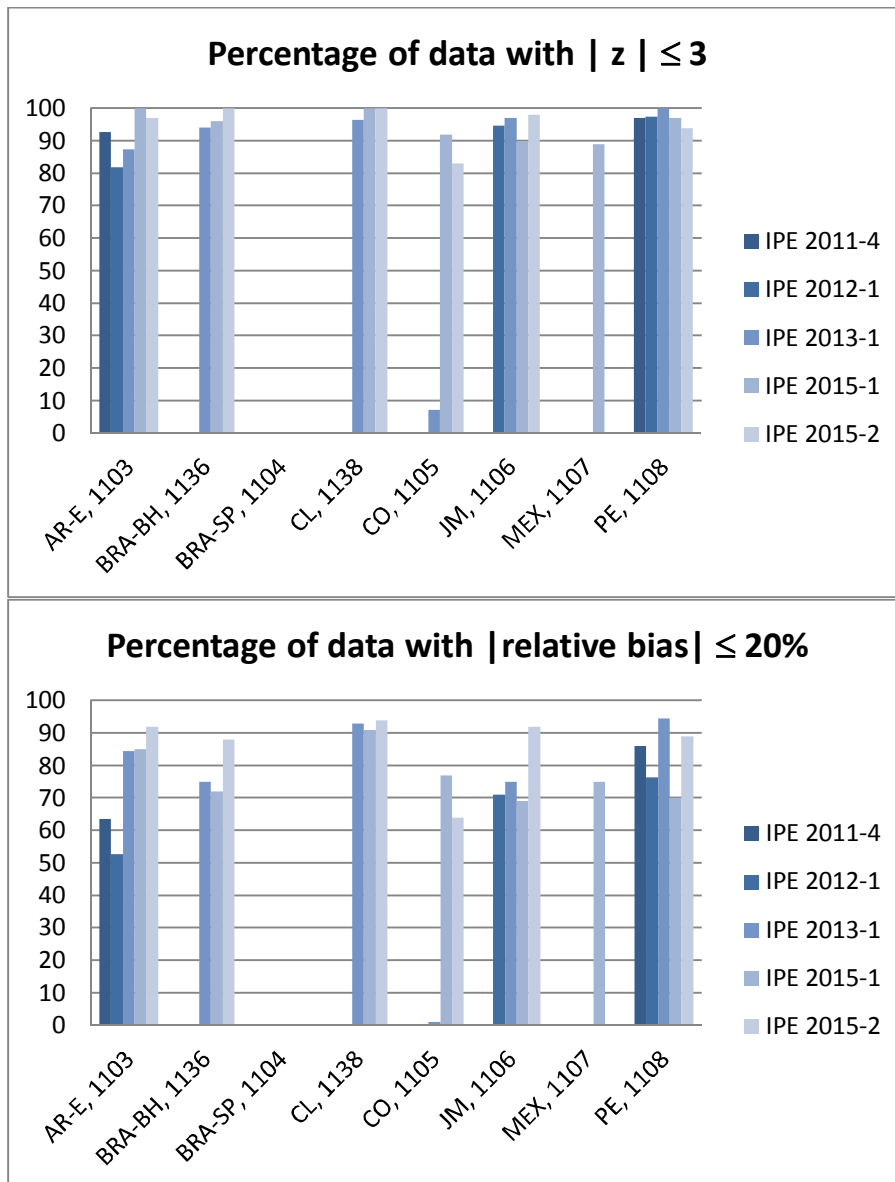 Percentage of data with | z | ≤ 3
100
90
80
70
60
50
40
30
20
10
0
IPE 2011-4
IPE 2012-1
IPE 2013-1
IPE 2015-1
IPE 2015-2
AR-E, 1103
BRA-BH, 1136
BRA-SP, 1104
CL, 1138
CO, 1105
JM, 1106
MEX, 1107
PE, 1108
Percentage of data with |relative bias| ≤ 20%
100
90
80
70
60
50
40
30
20
10
0
IPE 2011-4
IPE 2012-1
IPE 2013-1
IPE 2015-1
IPE 2015-2
AR-E, 1103
BRA-BH, 1136
BRA-SP, 1104
CL, 1138
CO, 1105
JM, 1106
MEX, 1107
PE, 1108